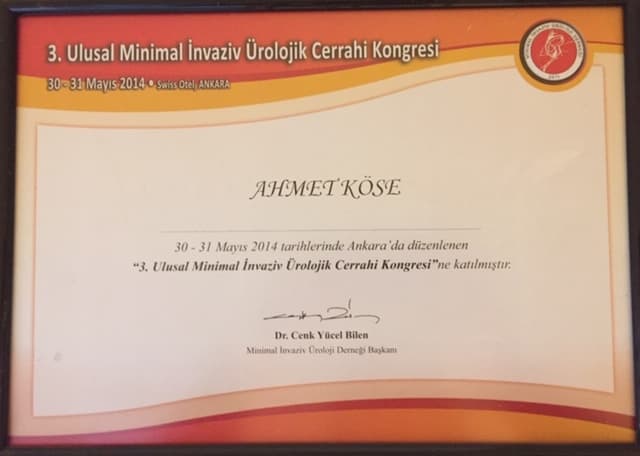 3. Ulusal Minimal İnvaziv Ürolojik Cerrahi Kongresi
30 - 31 Mayıs 2014 • Swiss Otel, ANKARA
AHMET KÖSE
30 - 31 Mayıs 2014 tarihlerinde Ankara'da düzenlenen
“3. Ulusal Minimal İnvaziv Ürolojik Cerrahi Kongresi”ne katılmıştır.
Dr. Cenk Yücel Bilen
Minimal İnvaziv Üroloji Derneği Başkanı